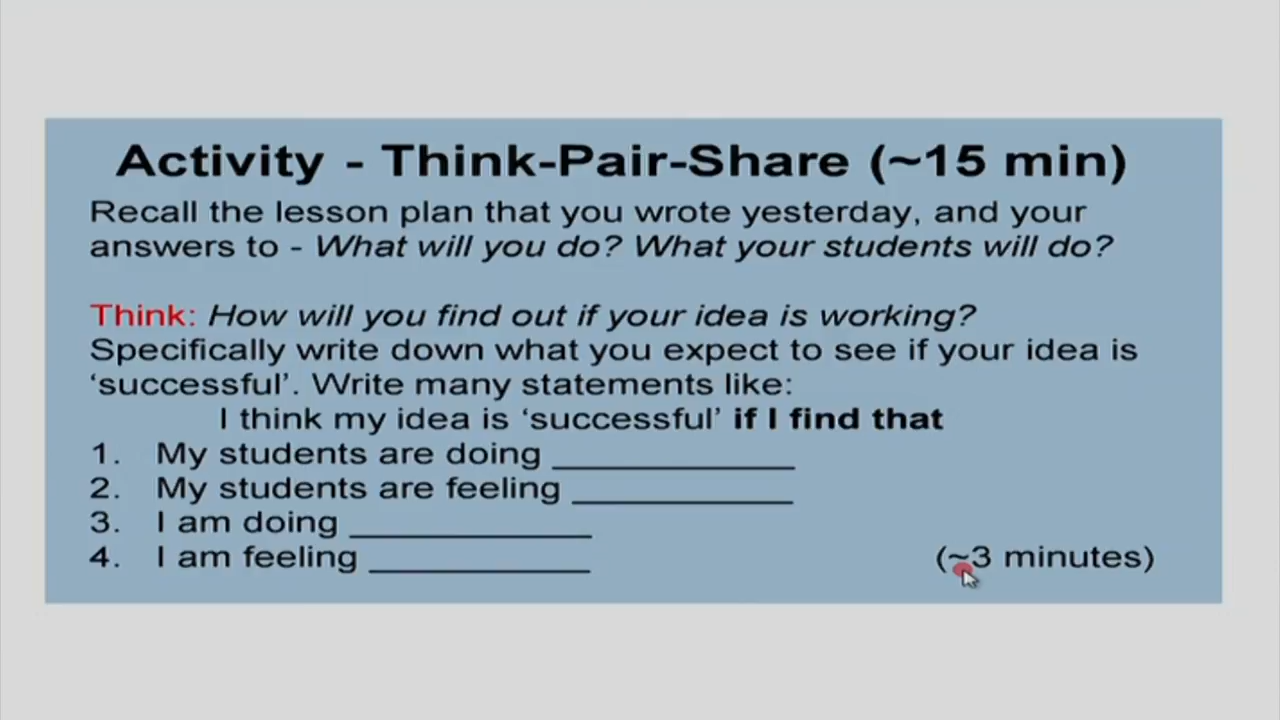 Activity - Think-Pair-Share (~15 min)
Recall the lesson plan that you wrote yesterday, and your
answers to - What will you do? What your students will do?
Think: How will you find out if your idea is working?
Specifically write down what you expect to see if your idea is
‘successful’. Write many statements like:
I think my idea is ‘successful’ if I find that
1. My students are doing ______________
2. My students are feeling _____________
3. I am doing ______________
4. I am feeling _____________ (~3 minutes)